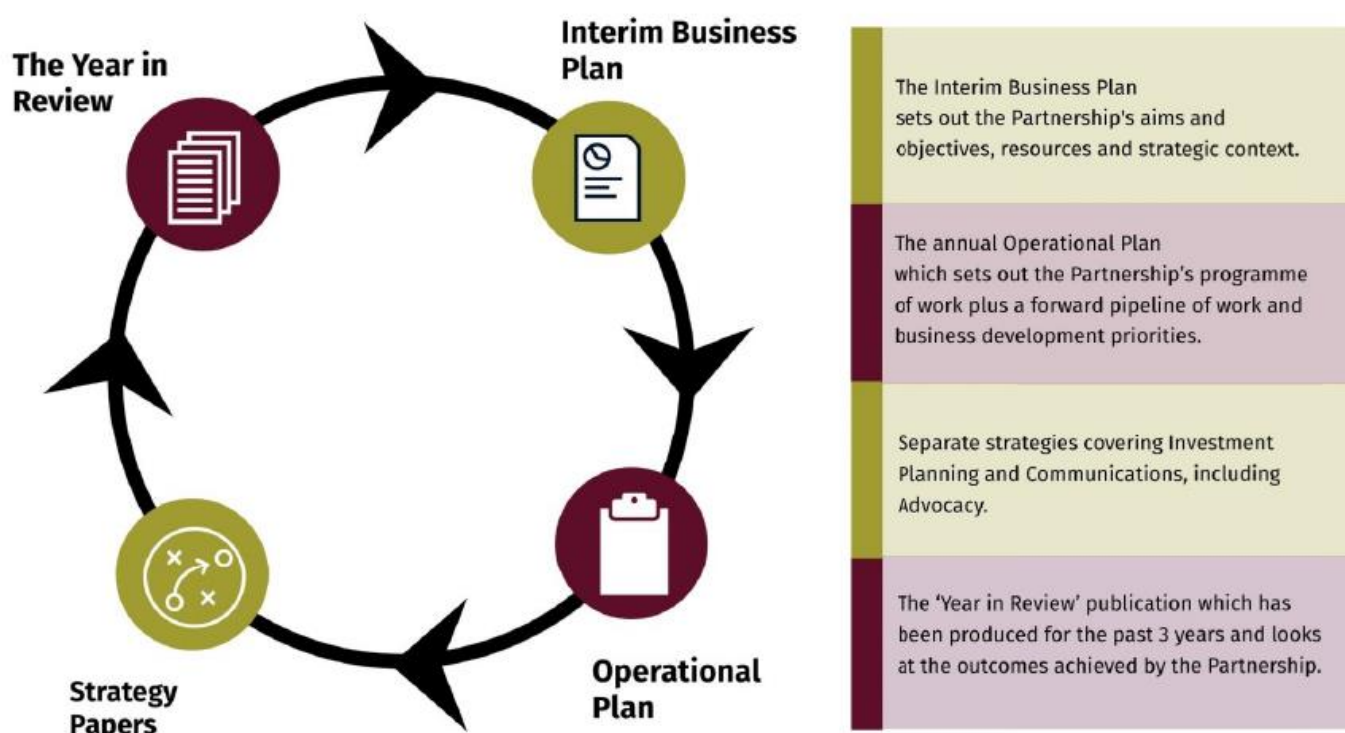 The Year in
Review
Interim Business
Plan
Operational
Plan
Strategy
Papers
The Interim Business Plan
sets out the Partnership's aims and
objectives, resources and strategic context.
The annual Operational Plan
which sets out the Partnership's programme
of work plus a forward pipeline of work and
business development priorities.
Separate strategies covering Investment
Planning and Communications, including
Advocacy.
The ‘Year in Review’ publication which has
been produced for the past 3 years and looks
at the outcomes achieved by the Partnership.